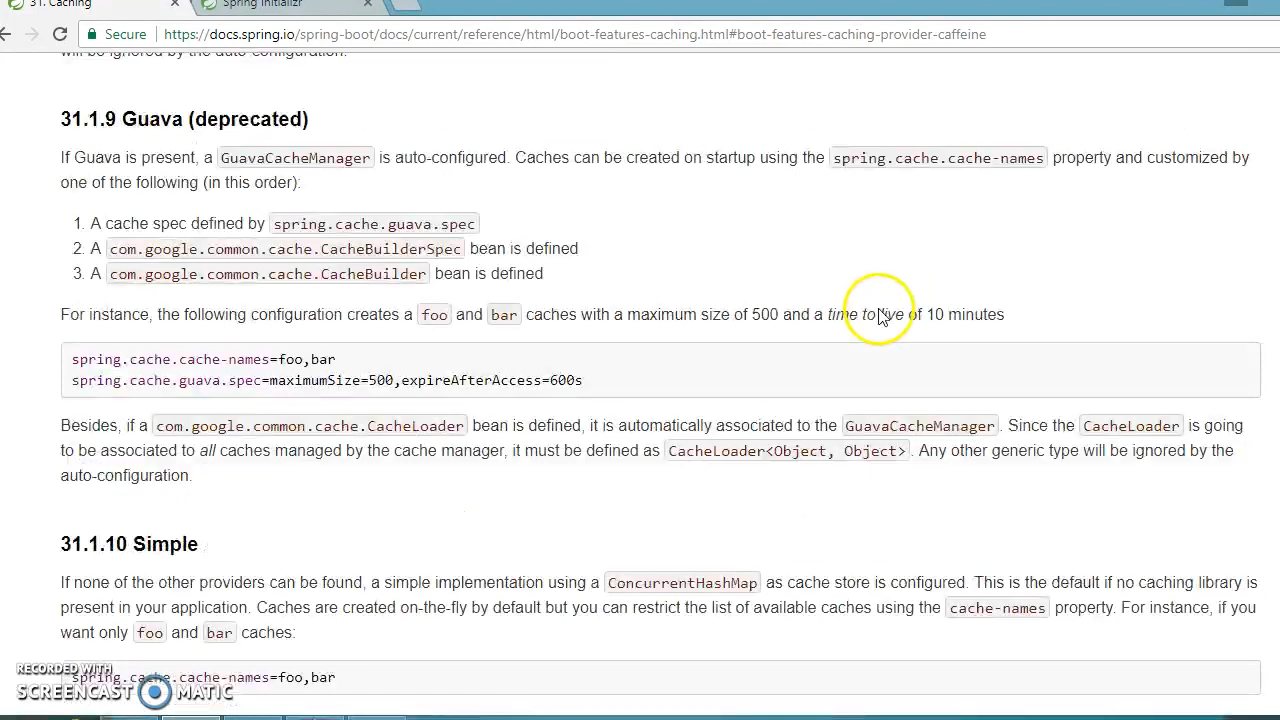 31. Caching
Spring Initializr
Secure https://docs.spring.io/spring-boot/docs/current/reference/html/boot-features-caching.html#boot-features-caching-provider-caffeine
will be ignored by the auto-configuration.
31.1.9 Guava (deprecated)
If Guava is present, a GuavaCacheManager is auto-configured. Caches can be created on startup using the spring.cache.cache-names property and customized by
one of the following (in this order):
1. A cache spec defined by spring.cache.guava.spec
2. A com.google.common.cache.CacheBuilderSpec bean is defined
3. A com.google.common.cache.CacheBuilder bean is defined
For instance, the following configuration creates a foo and bar caches with a maximum size of 500 and a time to live of 10 minutes
spring.cache.cache-names=foo,bar
spring.cache.guava.spec=maximumSize=500,expireAfterAccess=600s
Besides, if a com.google.common.cache.CacheLoader bean is defined, it is automatically associated to the GuavaCacheManager. Since the CacheLoader is going
to be associated to all caches managed by the cache manager, it must be defined as CacheLoader<Object, Object>. Any other generic type will be ignored by the
auto-configuration.
31.1.10 Simple
If none of the other providers can be found, a simple implementation using a ConcurrentHashMap as cache store is configured. This is the default if no caching library is
present in your application. Caches are created on-the-fly by default but you can restrict the list of available caches using the cache-names property. For instance, if you
want only foo and bar caches:
spring.cache.cache-names=foo,bar
RECORDED WITH
SCREENCAST MATIC